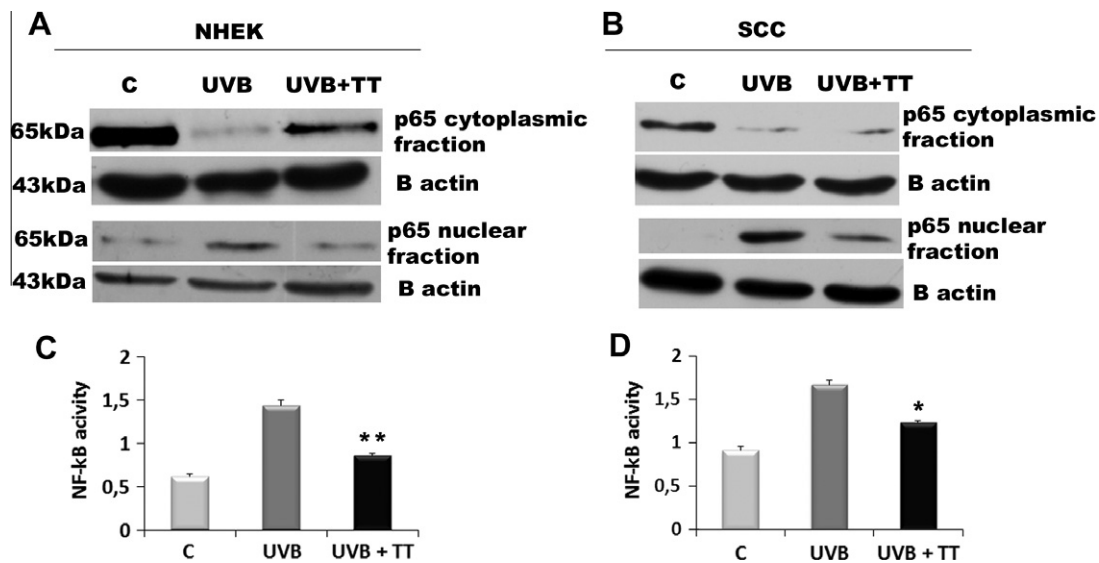 A
NHEK
C UVB UVB+TT
65kDa
p65 cytoplasmic
fraction
43kDa
B actin
65kDa
p65 nuclear
fraction
43kDa
B actin
B
SCC
C UVB UVB+TT
p65 cytoplasmic
fraction
B actin
p65 nuclear
fraction
B actin
C
NF-kB acivity
2
1,5
1
0,5
0
**
C UVB UVB + TT
D
NF-kB acivity
2
1,5
1
0,5
0
*
C UVB UVB + TT